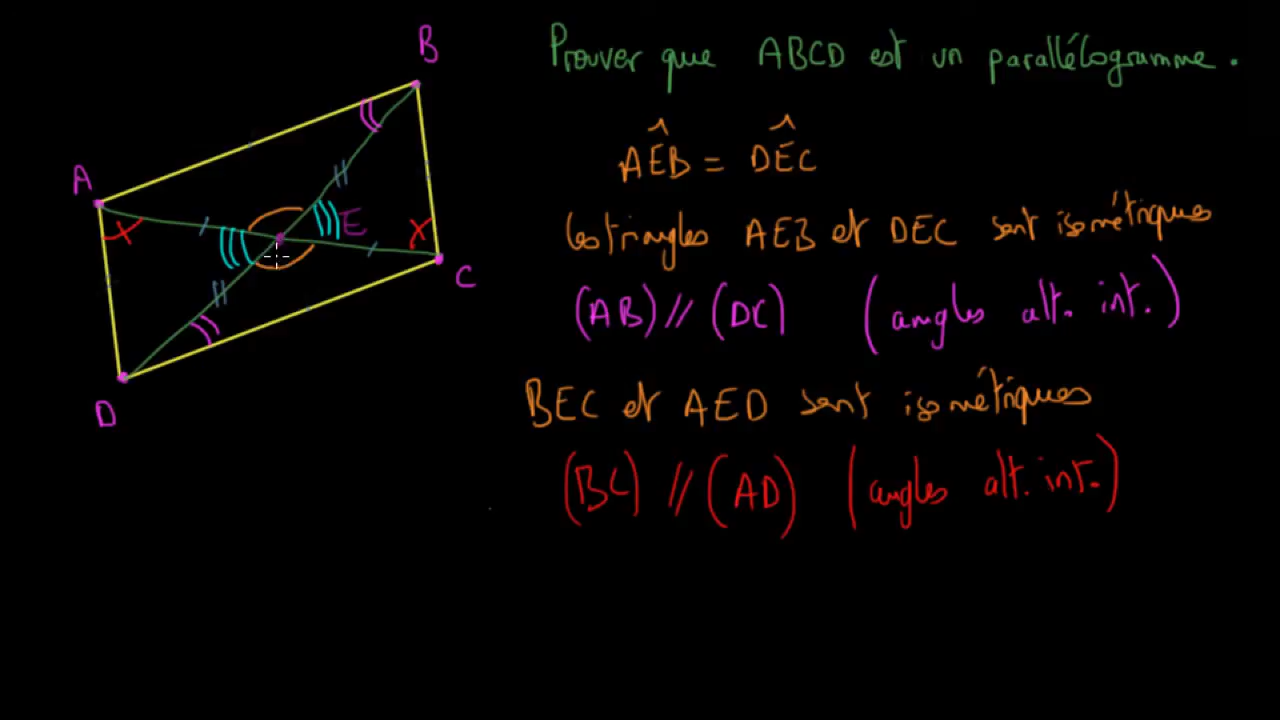 Prouver que ABCD est un parallélogramme.
AÊB = DÊC
les triangles AEB et DEC sont isométriques
(AB) // (DC) (angles alt. int.)
BEC et AED sont isométriques
(BC) // (AD) (angles alt. int.)
B
A
E
C
D